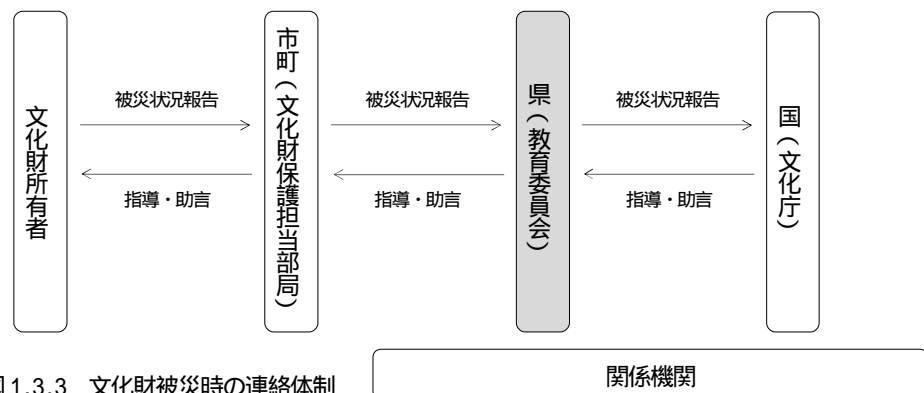 文化財所有者
被災状況報告
指導・助言
市町(文化財保護担当部局)
被災状況報告
指導・助言
県(教育委員会)
被災状況報告
指導・助言
国(文化庁)
1.3.3 文化財被災時の連絡体制
関係機関